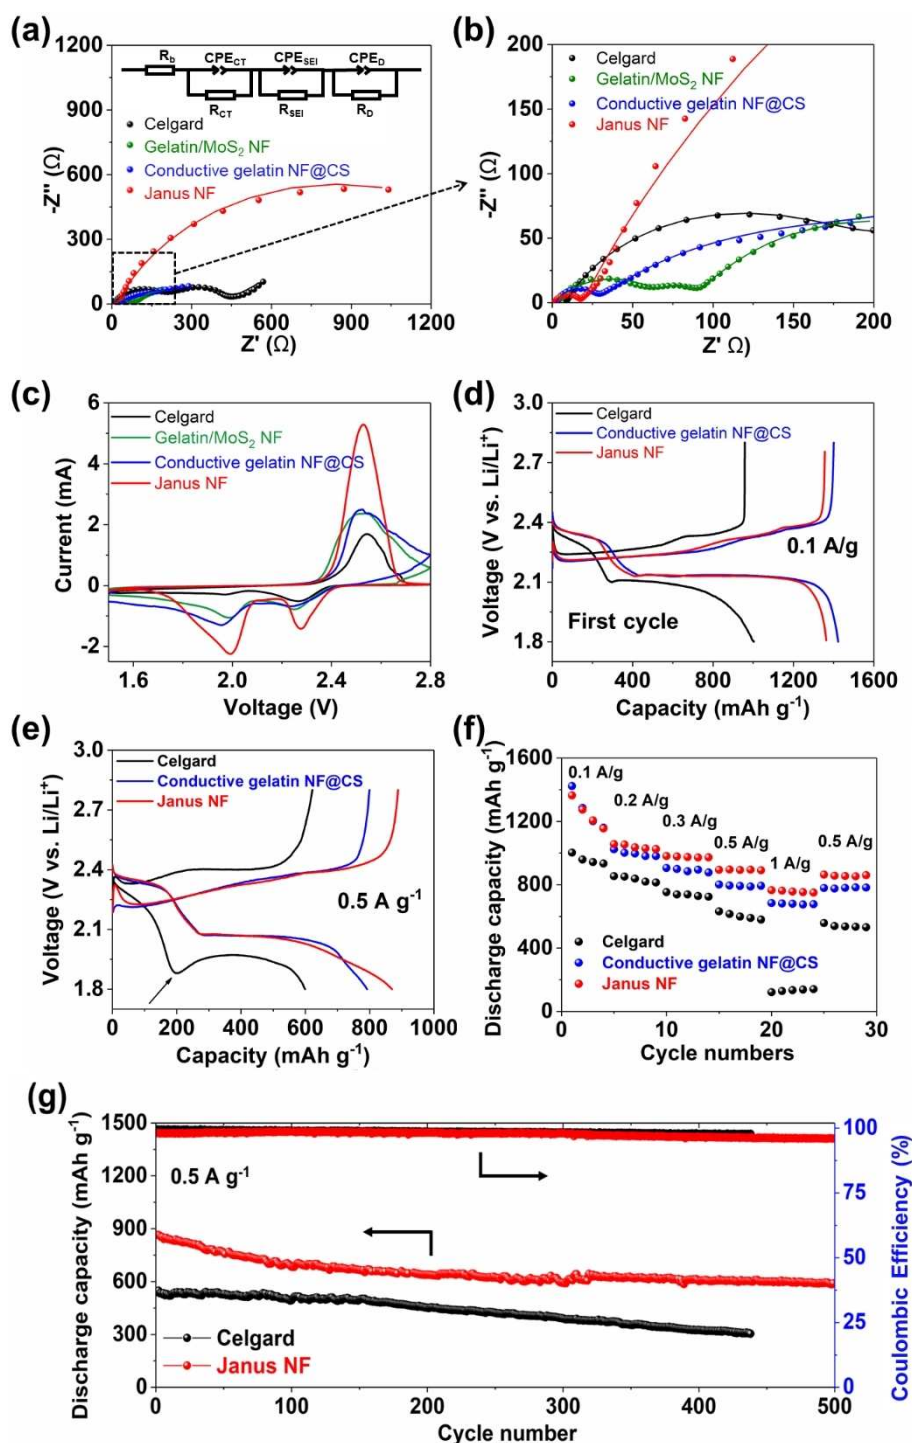 (a)
1200
900
600
300
0
-Z'' (Ω)
R_b
CPE_CT
CPE_SEI
CPE_D
R_CT
R_SEI
R_D
Celgard
Gelatin/MoS₂ NF
Conductive gelatin NF@CS
Janus NF
0 300 600 900 1200
Z' (Ω)
(b)
200
150
100
50
0
-Z'' (Ω)
Celgard
Gelatin/MoS₂ NF
Conductive gelatin NF@CS
Janus NF
0 50 100 150 200
Z' Ω)
(c)
6
4
2
0
-2
Current (mA)
Celgard
Gelatin/MoS₂ NF
Conductive gelatin NF@CS
Janus NF
1.6 2.0 2.4 2.8
Voltage (V)
(d)
3.0
2.7
2.4
2.1
1.8
Voltage (V vs. Li/Li⁺)
Celgard
Conductive gelatin NF@CS
Janus NF
0.1 A/g
First cycle
0 400 800 1200 1600
Capacity (mAh g⁻¹)
(e)
3.0
2.7
2.4
2.1
1.8
Voltage (V vs. Li/Li⁺)
Celgard
Conductive gelatin NF@CS
Janus NF
0.5 A g⁻¹
0 200 400 600 800 1000
Capacity (mAh g⁻¹)
(f)
1600
1200
800
400
0
Discharge capacity (mAh g⁻¹)
0.1 A/g
0.2 A/g
0.3 A/g
0.5 A/g
1 A/g
0.5 A/g
Celgard
Conductive gelatin NF@CS
Janus NF
0 10 20 30
Cycle numbers
(g)
1500
1200
900
600
300
0
Discharge capacity (mAh g⁻¹)
0.5 A g⁻¹
Celgard
Janus NF
100
75
50
25
0
Coulombic Efficiency (%)
0 100 200 300 400 500
Cycle number